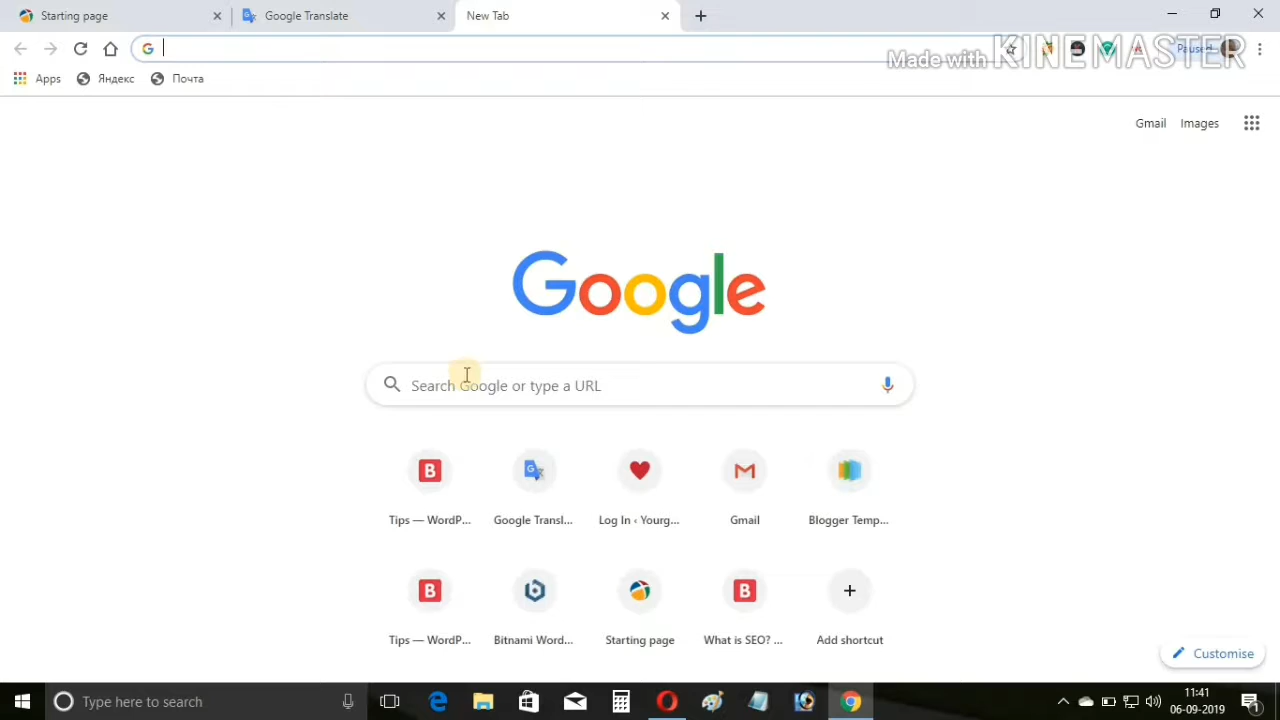 Starting page
Google Translate
New Tab
Made with KINEMASTER
Paused
Apps
Яндекс
Почта
Gmail
Images
Google
Search Google or type a URL
Tips — WordP...
Google Transl...
Log In ‹ Yourg...
Gmail
Blogger Temp...
Tips — WordP...
Bitnami Word...
Starting page
What is SEO? ...
Add shortcut
Customise
Type here to search
11:41
06-09-2019